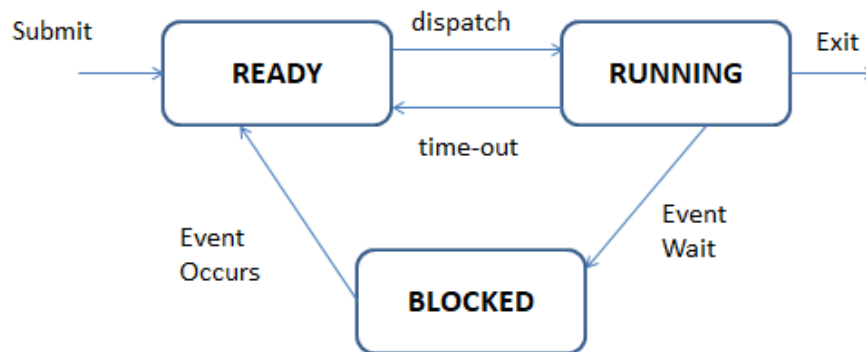 Submit
dispatch
Exit
READY
RUNNING
time-out
Event
Occurs
Event
Wait
BLOCKED